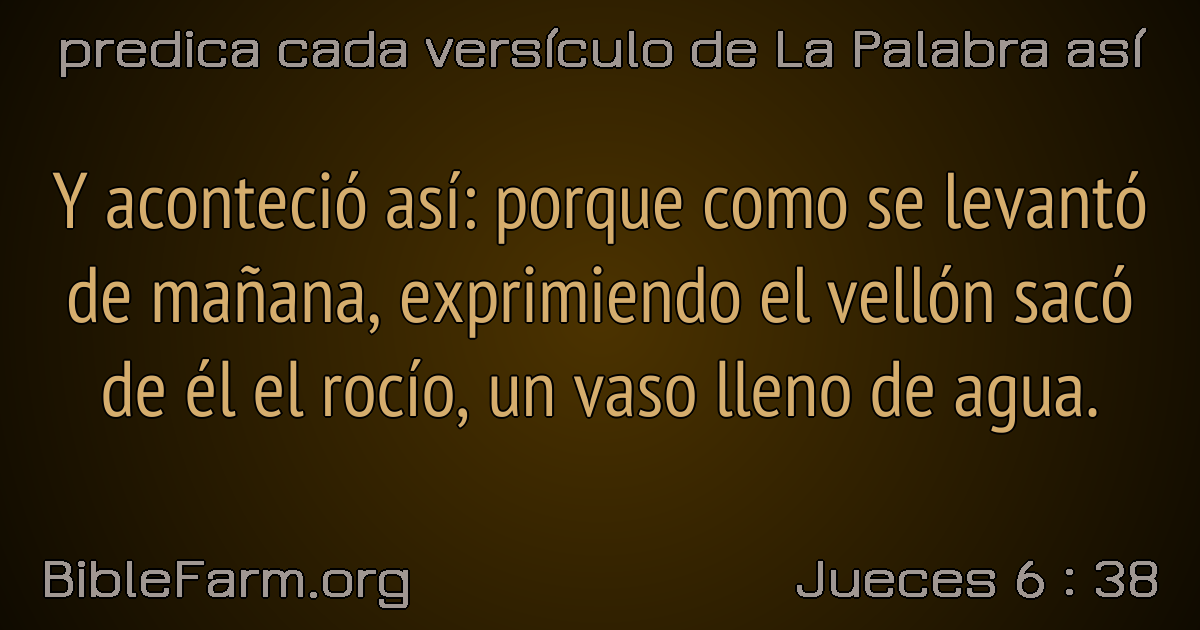 predica cada versículo de La Palabra así
Y aconteció así: porque como se levantó
de mañana, exprimiendo el vellón sacó
de él el rocío, un vaso lleno de agua.
BibleFarm.org
Jueces 6 : 38